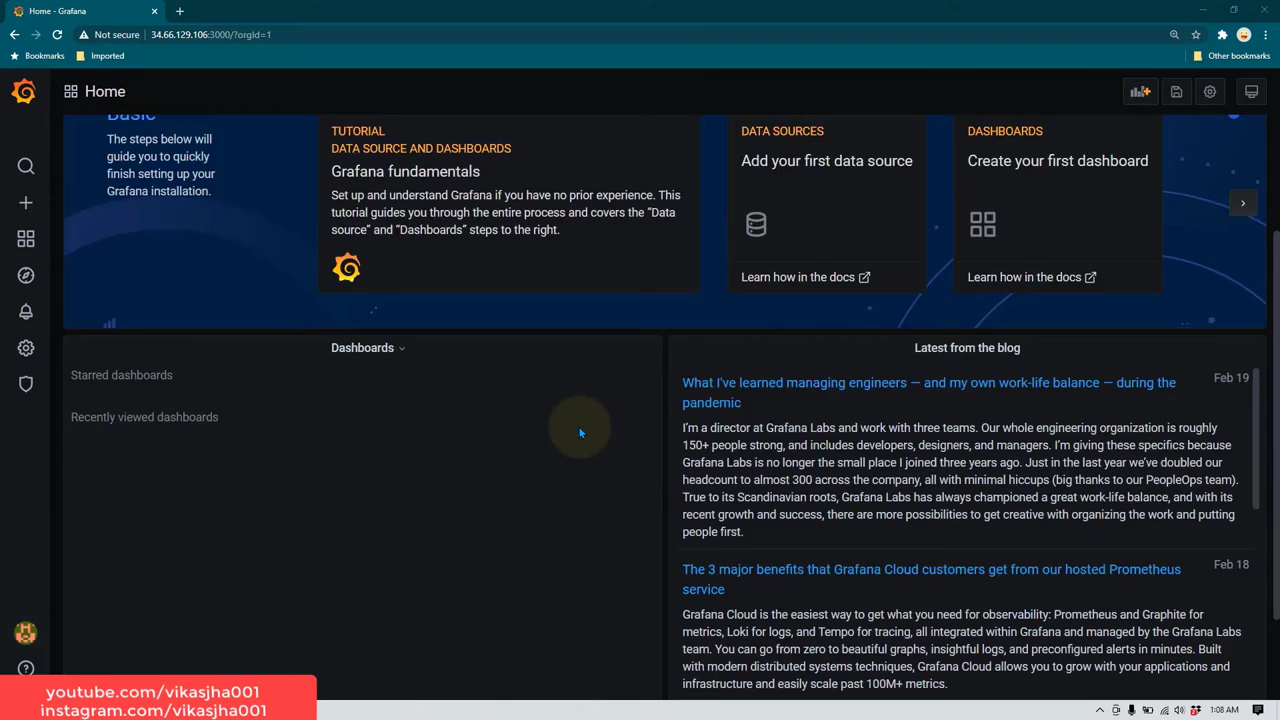 Home - Grafana
Not secure
34.66.129.106:3000/?orgId=1
Bookmarks
Imported
Other bookmarks
Home
Basic
The steps below will
guide you to quickly
finish setting up your
Grafana installation.
TUTORIAL
DATA SOURCE AND DASHBOARDS
Grafana fundamentals
Set up and understand Grafana if you have no prior experience. This
tutorial guides you through the entire process and covers the “Data
source” and “Dashboards” steps to the right.
DATA SOURCES
Add your first data source
Learn how in the docs
DASHBOARDS
Create your first dashboard
Learn how in the docs
Dashboards
Starred dashboards
Recently viewed dashboards
Latest from the blog
What I've learned managing engineers — and my own work-life balance — during the
pandemic
Feb 19
I’m a director at Grafana Labs and work with three teams. Our whole engineering organization is roughly
150+ people strong, and includes developers, designers, and managers. I’m giving these specifics because
Grafana Labs is no longer the small place I joined three years ago. Just in the last year we’ve doubled our
headcount to almost 300 across the company, all with minimal hiccups (big thanks to our PeopleOps team).
True to its Scandinavian roots, Grafana Labs has always championed a great work-life balance, and with its
recent growth and success, there are more possibilities to get creative with organizing the work and putting
people first.
The 3 major benefits that Grafana Cloud customers get from our hosted Prometheus
service
Feb 18
Grafana Cloud is the easiest way to get what you need for observability: Prometheus and Graphite for
metrics, Loki for logs, and Tempo for tracing, all integrated within Grafana and managed by the Grafana Labs
team. You can go from zero to beautiful graphs, insightful logs, and preconfigured alerts in minutes. Built
with modern distributed systems techniques, Grafana Cloud allows you to grow with your applications and
infrastructure and easily scale past 100M+ metrics.
youtube.com/vikasjha001
instagram.com/vikasjha001
1:08 AM